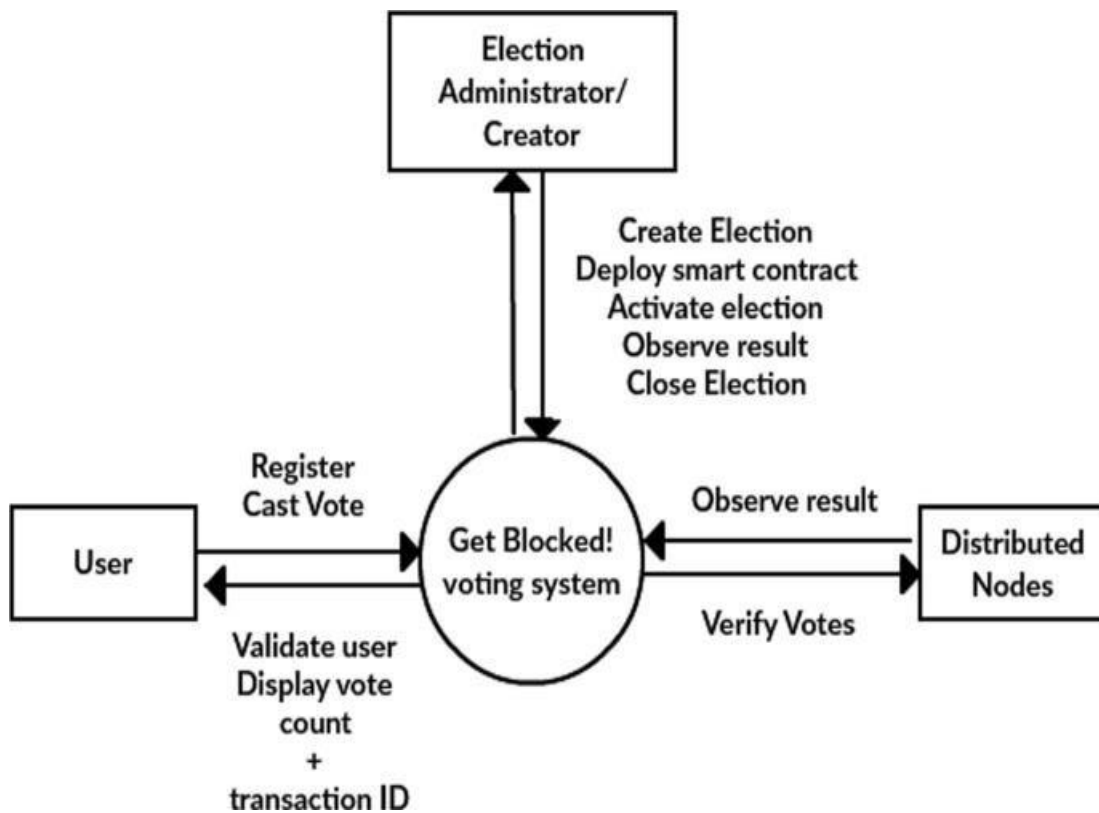 Election
Administrator/
Creator
Create Election
Deploy smart contract
Activate election
Observe result
Close Election
Register
Cast Vote
User
Get Blocked!
voting system
Observe result
Distributed
Nodes
Verify Votes
Validate user
Display vote
count
+
transaction ID